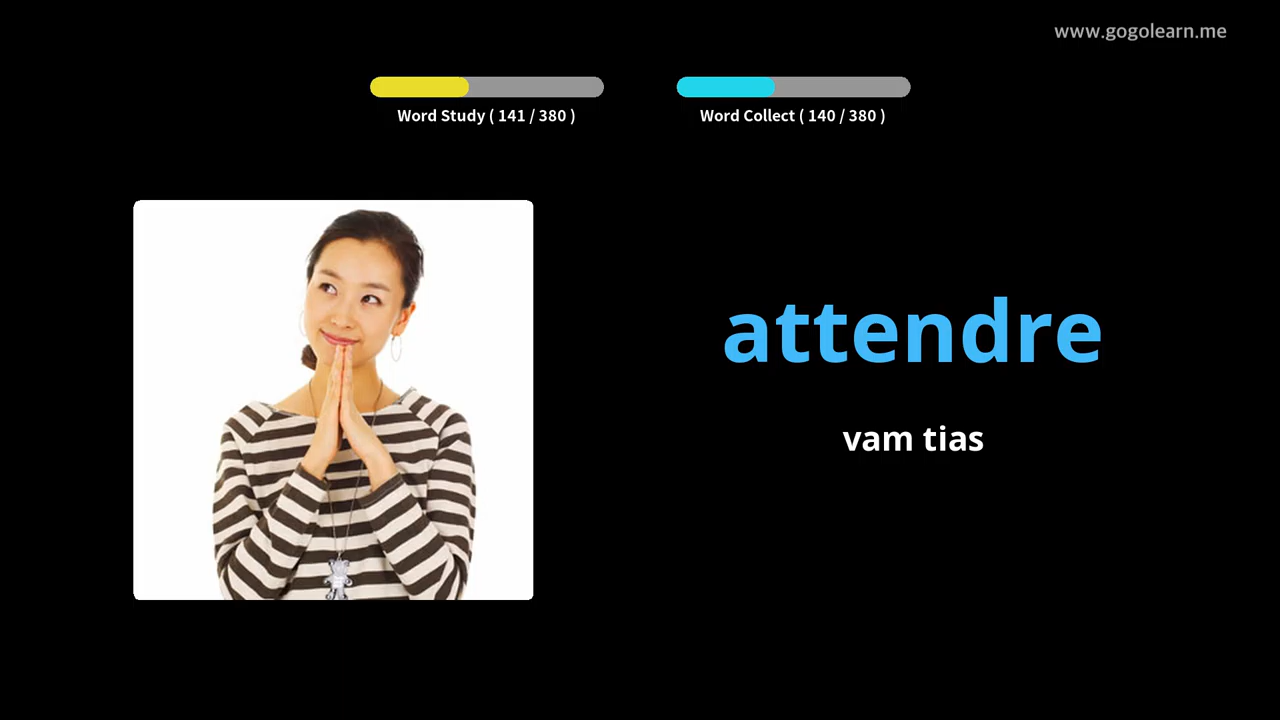 www.gogolearn.me
Word Study ( 141 / 380 )
Word Collect ( 140 / 380 )
attendre
vam tias